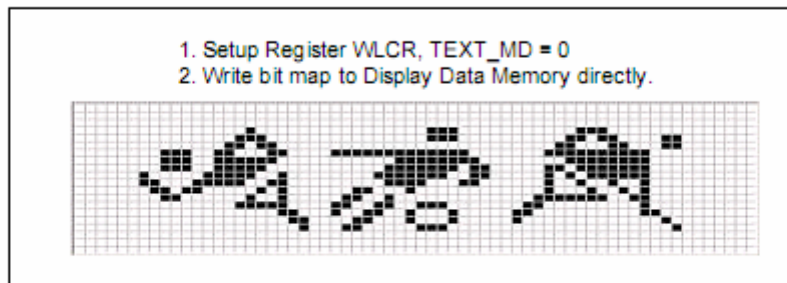 1. Setup Register WLCR, TEXT_MD = 0
2. Write bit map to Display Data Memory directly.